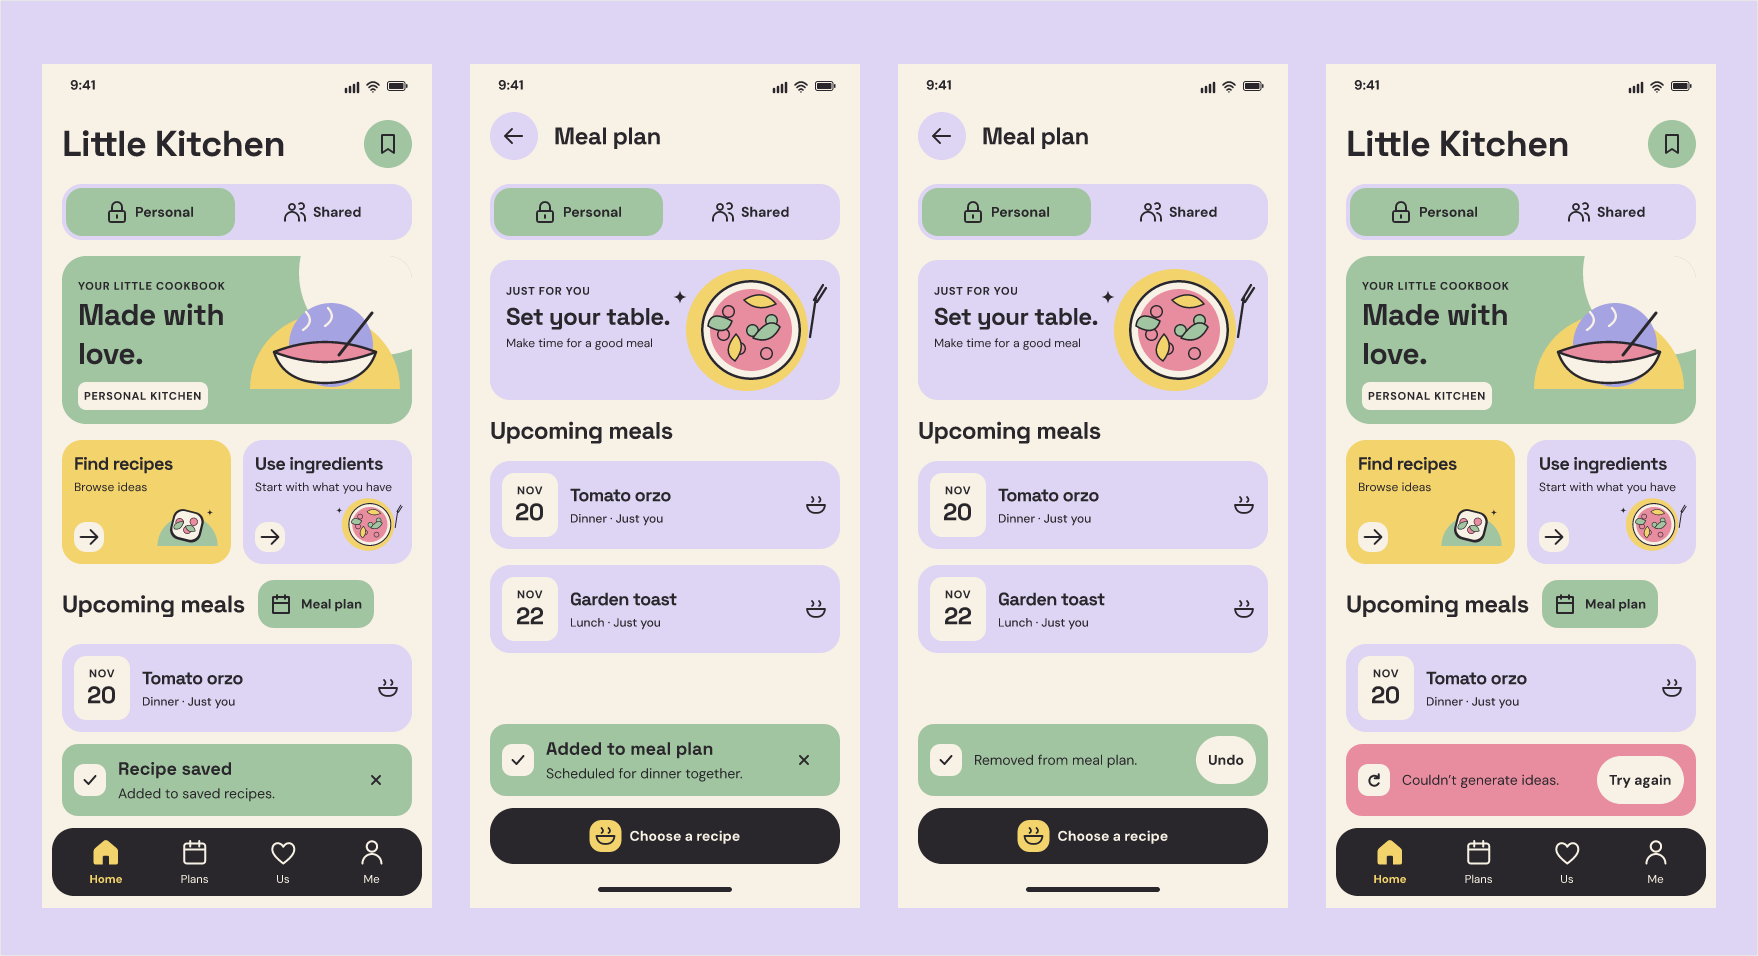 9:41
Little Kitchen
Personal
Shared
YOUR LITTLE COOKBOOK
Made with
love.
PERSONAL KITCHEN
Find recipes
Browse ideas
Use ingredients
Start with what you have
Upcoming meals
Meal plan
NOV
20
Tomato orzo
Dinner · Just you
Recipe saved
Added to saved recipes.
Home
Plans
Us
Me
9:41
Meal plan
Personal
Shared
JUST FOR YOU
Set your table.
Make time for a good meal
Upcoming meals
NOV
20
Tomato orzo
Dinner · Just you
NOV
22
Garden toast
Lunch · Just you
Added to meal plan
Scheduled for dinner together.
Choose a recipe
9:41
Meal plan
Personal
Shared
JUST FOR YOU
Set your table.
Make time for a good meal
Upcoming meals
NOV
20
Tomato orzo
Dinner · Just you
NOV
22
Garden toast
Lunch · Just you
Removed from meal plan.
Undo
Choose a recipe
9:41
Little Kitchen
Personal
Shared
YOUR LITTLE COOKBOOK
Made with
love.
PERSONAL KITCHEN
Find recipes
Browse ideas
Use ingredients
Start with what you have
Upcoming meals
Meal plan
NOV
20
Tomato orzo
Dinner · Just you
Couldn't generate ideas.
Try again
Home
Plans
Us
Me